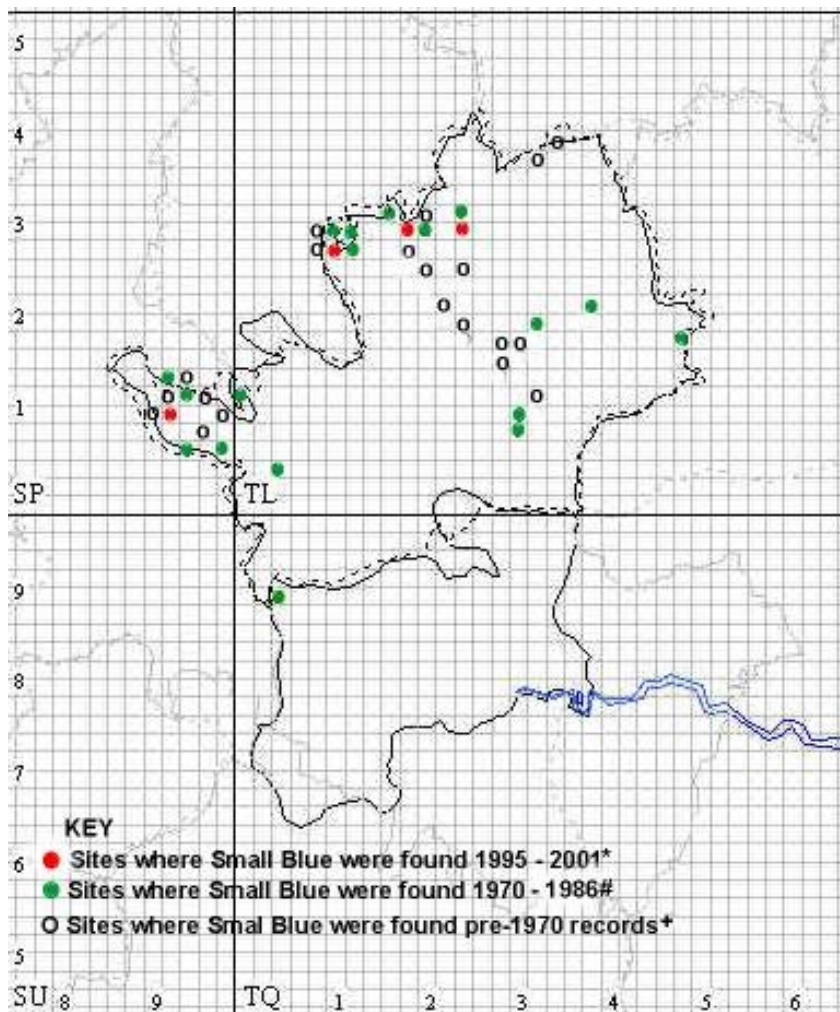 5
4
3
2
1
SP TL
9
8
7
KEY
6
Sites where Small Blue were found 1995 - 2001*
Sites where Small Blue were found 1970 - 1986#
O Sites where Smal Blue were found pre-1970 records+
5
SU 8 9 TQ 1 2 3 4 5 6